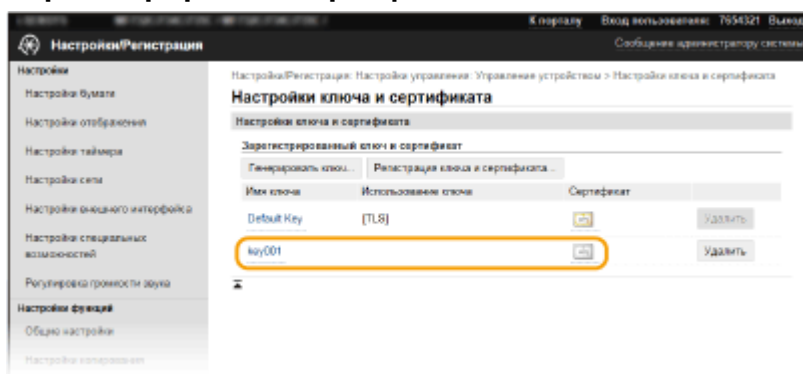 К порталу Вход пользователя: 7654321 Выход
Настройки/Регистрация
Сообщение администратору системы
Настройки
Настройки бумаги
Настройки отображения
Настройки таймера
Настройки сети
Настройки внешнего интерфейса
Настройки специальных
возможностей
Регулировка громкости звука
Настройки функций
Общие настройки
Настройки копирования
Настройки/Регистрация: Настройки управления: Управление устройством > Настройки ключа и сертификата
Настройки ключа и сертификата
Настройки ключа и сертификата
Зарегистрированный ключ и сертификат
Генерировать ключ... Регистрация ключа и сертификата...
Имя ключа Использование ключа Сертификат
Default Key [TLS] Удалить
key001 Удалить